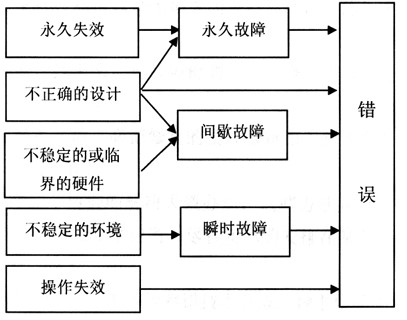 永久失效
永久故障
不正确的设计
错
误
间歇故障
不稳定的或临
界的硬件
不稳定的环境
瞬时故障
操作失效